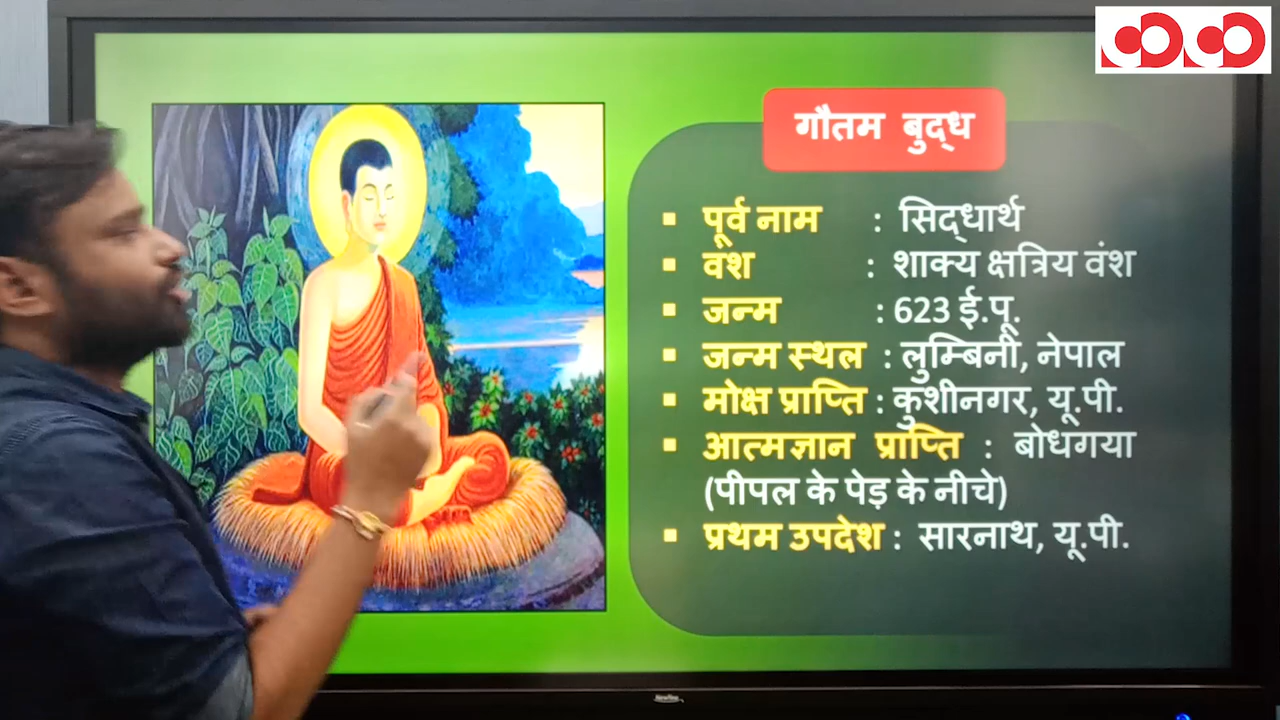 गौतम बुद्ध
▪ पूर्व नाम : सिद्धार्थ
▪ वंश : शाक्य क्षत्रिय वंश
▪ जन्म : 623 ई.पू.
▪ जन्म स्थल : लुम्बिनी, नेपाल
▪ मोक्ष प्राप्ति : कुशीनगर, यू.पी.
▪ आत्मज्ञान प्राप्ति : बोधगया
(पीपल के पेड़ के नीचे)
▪ प्रथम उपदेश : सारनाथ, यू.पी.